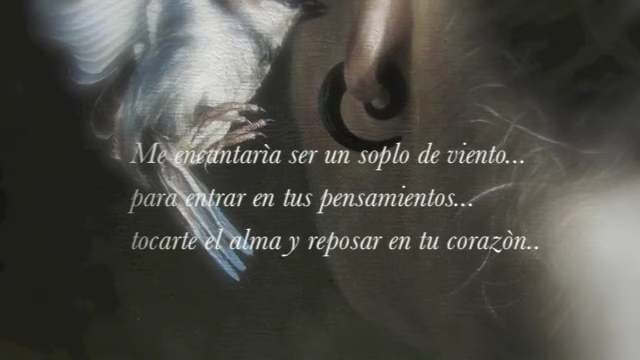 Me encantarìa ser un soplo de viento...
para entrar en tus pensamientos...
tocarte el alma y reposar en tu corazòn..